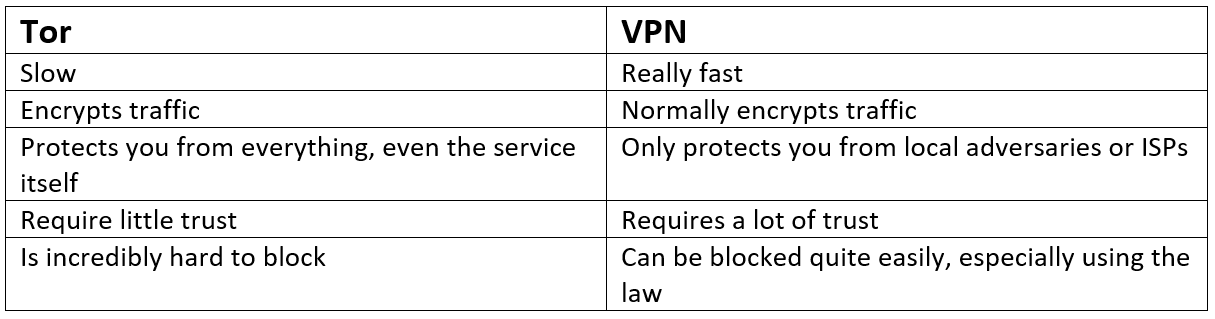 Tor
VPN
Slow
Really fast
Encrypts traffic
Normally encrypts traffic
Protects you from everything, even the service
itself
Only protects you from local adversaries or ISPs
Require little trust
Requires a lot of trust
Is incredibly hard to block
Can be blocked quite easily, especially using the
law